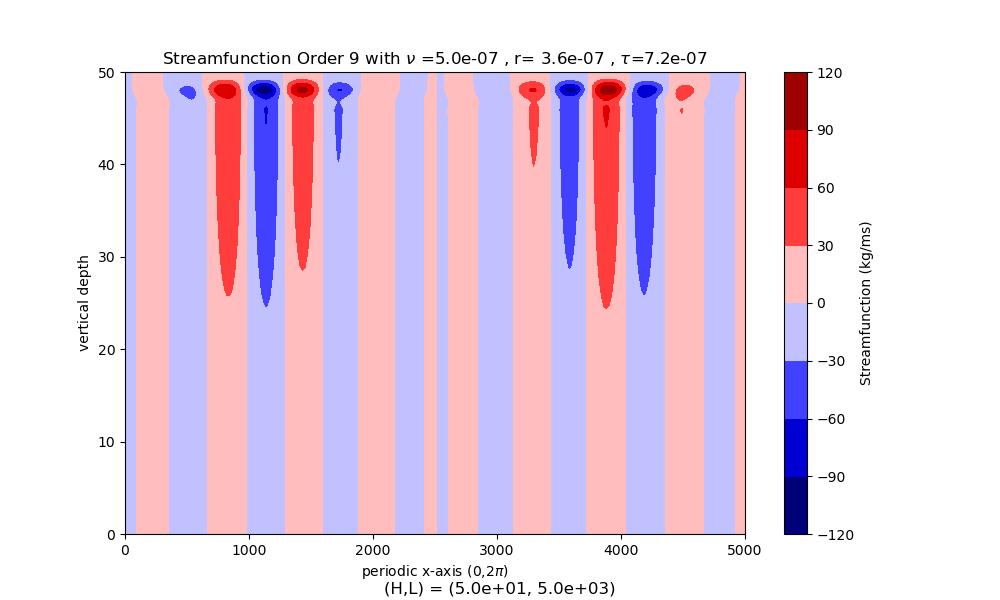 Streamfunction Order 9 with ν =5.0e-07 , r= 3.6e-07 , τ=7.2e-07
50
40
30
20
10
0
vertical depth
0 1000 2000 3000 4000 5000
periodic x-axis (0,2π)
(H,L) = (5.0e+01, 5.0e+03)
120
90
60
30
0
−30
−60
−90
−120
Streamfunction (kg/ms)